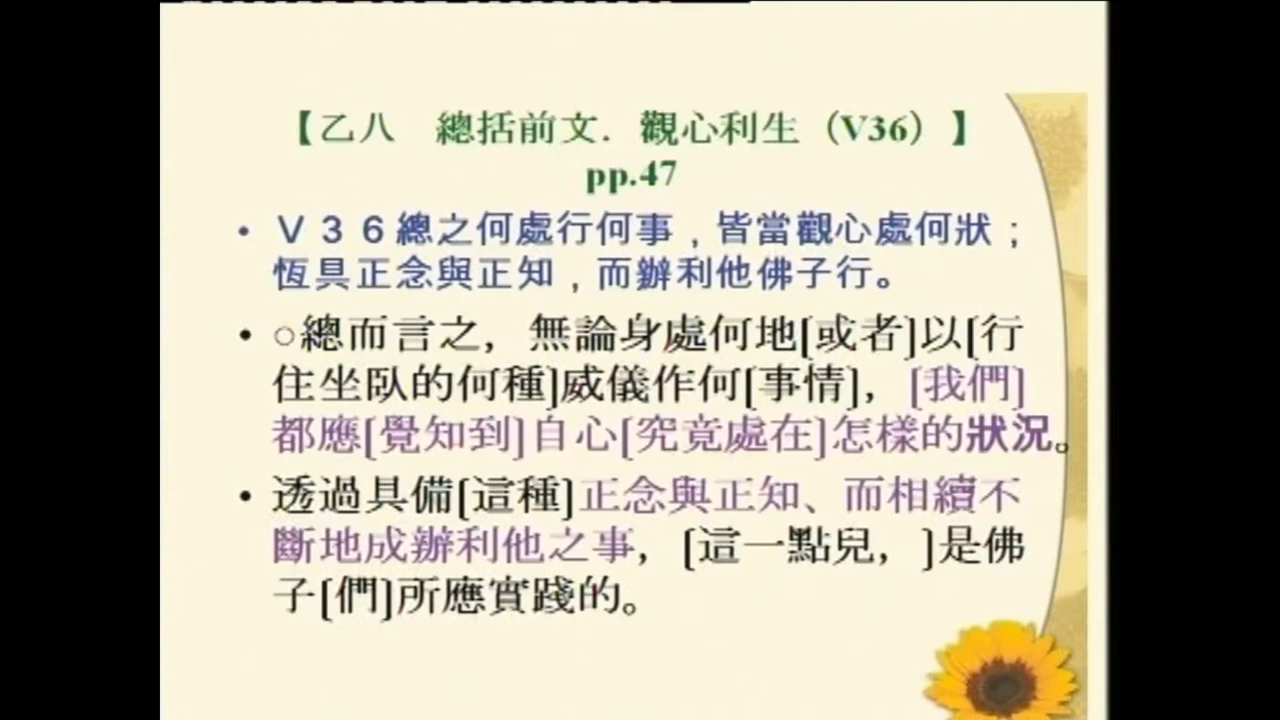 【乙八　總括前文．觀心利生（V36）】
pp.47
• Ｖ３６總之何處行何事，皆當觀心處何狀；
恆具正念與正知，而辦利他佛子行。
• ○總而言之，無論身處何地[或者]以[行
住坐臥的何種]威儀作何[事情]，[我們]
都應[覺知到]自心[究竟處在]怎樣的狀況。
• 透過具備[這種]正念與正知、而相續不
斷地成辦利他之事，[這一點兒，]是佛
子[們]所應實踐的。